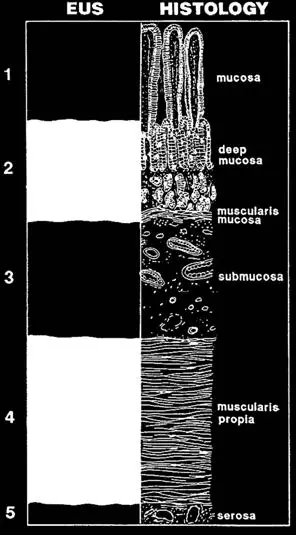 EUS HISTOLOGY
1 mucosa
deep
mucosa
2
muscularis
mucosa
3 submucosa
muscularis
propia
4
5 serosa